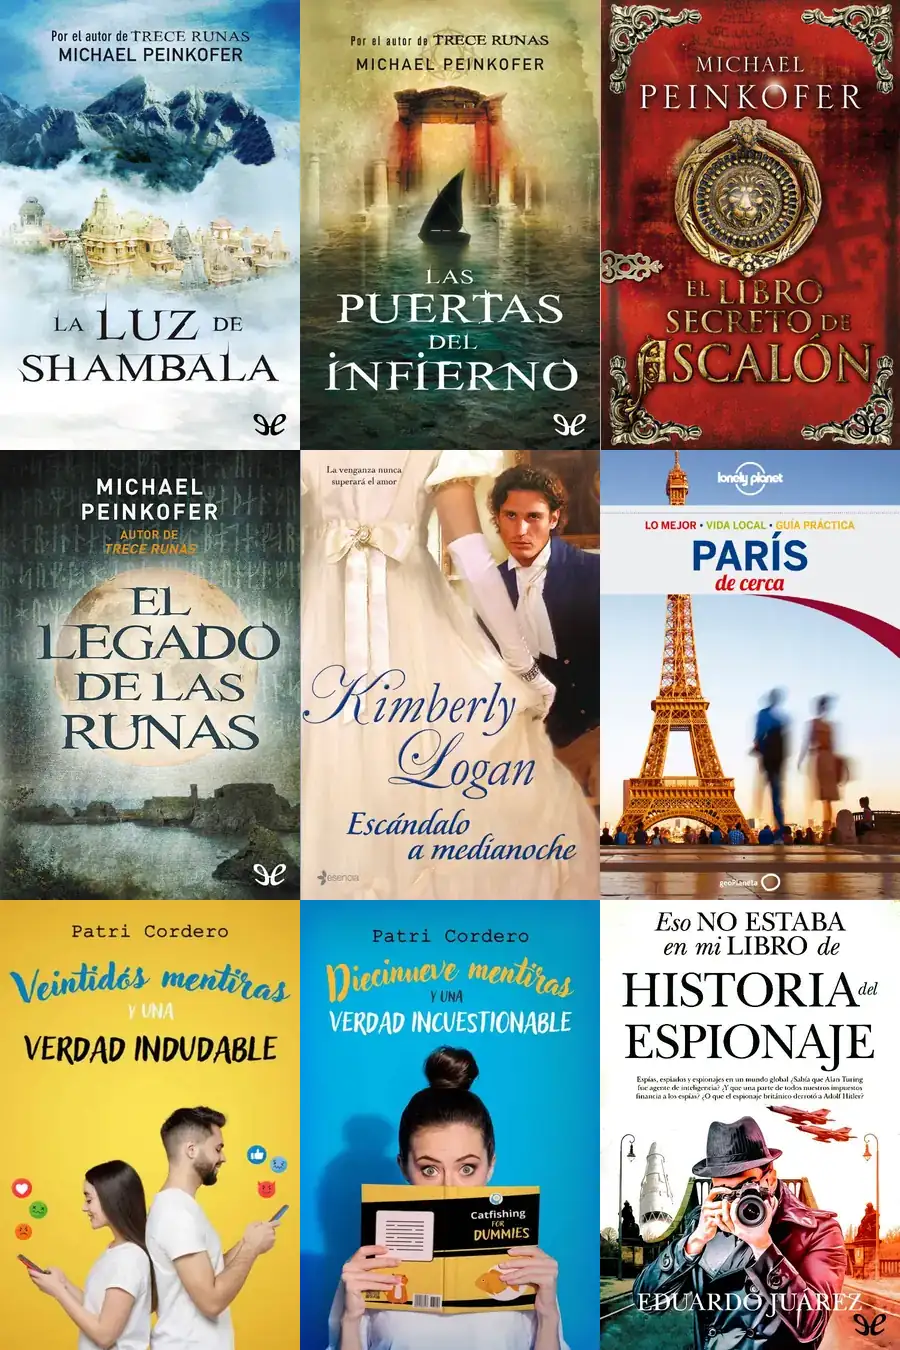 Por el autor de TRECE RUNAS
MICHAEL PEINKOFER
LA LUZ DE
SHAMBALA
Por el autor de TRECE RUNAS
MICHAEL PEINKOFER
LAS
PUERTAS
DEL
INFIERNO
MICHAEL
PEINKOFER
EL LIBRO
SECRETO DE
ASCALÓN
MICHAEL
PEINKOFER
AUTOR DE
TRECE RUNAS
EL
LEGADO
DE LAS
RUNAS
La venganza nunca
superará el amor
Kimberly
Logan
Escándalo
a medianoche
esencia
lonely planet
LO MEJOR • VIDA LOCAL • GUÍA PRÁCTICA
PARÍS
de cerca
geoPlaneta
Patri Cordero
Veintidós mentiras
Y UNA
VERDAD INDUDABLE
Patri Cordero
Diecinueve mentiras
Y UNA
VERDAD INCUESTIONABLE
Catfishing
FOR
DUMMIES
Eso NO ESTABA
en mi LIBRO de
HISTORIA del
ESPIONAJE
Espías, espiados y espionajes en un mundo global ¿Sabía que Alan Turing
fue agente de inteligencia? ¿Y que una parte de todos nuestros impuestos
financia a los espías? ¿O que el espionaje británico derrotó a Adolf Hitler?
EDUARDO JUÁREZ